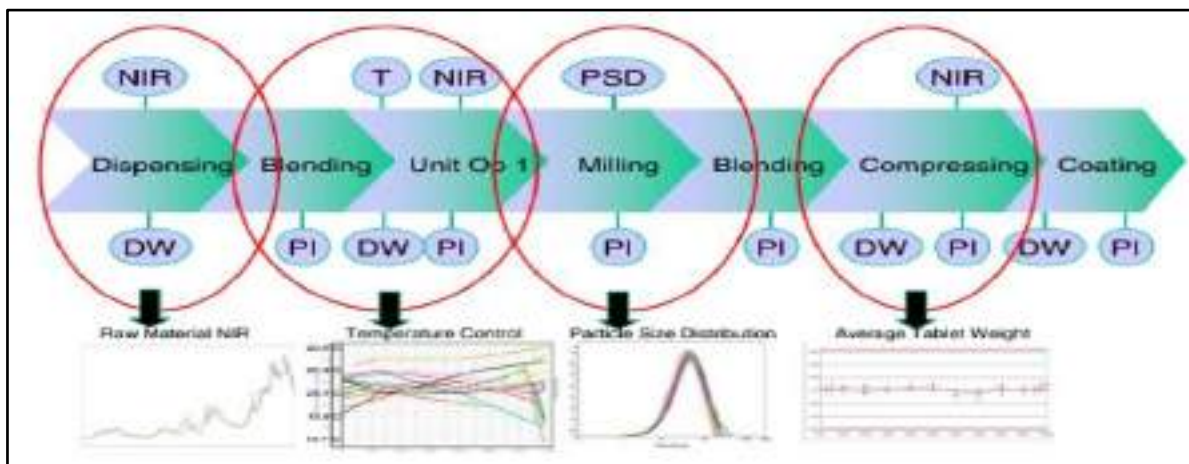 NIR T NIR PSD NIR
Dispensing Blending Unit Op 1 Milling Blending Compressing Coating
DW PI DW PI PI PI DW PI DW PI
Raw Material NIR Temperature Control Particle Size Distribution Average Tablet Weight